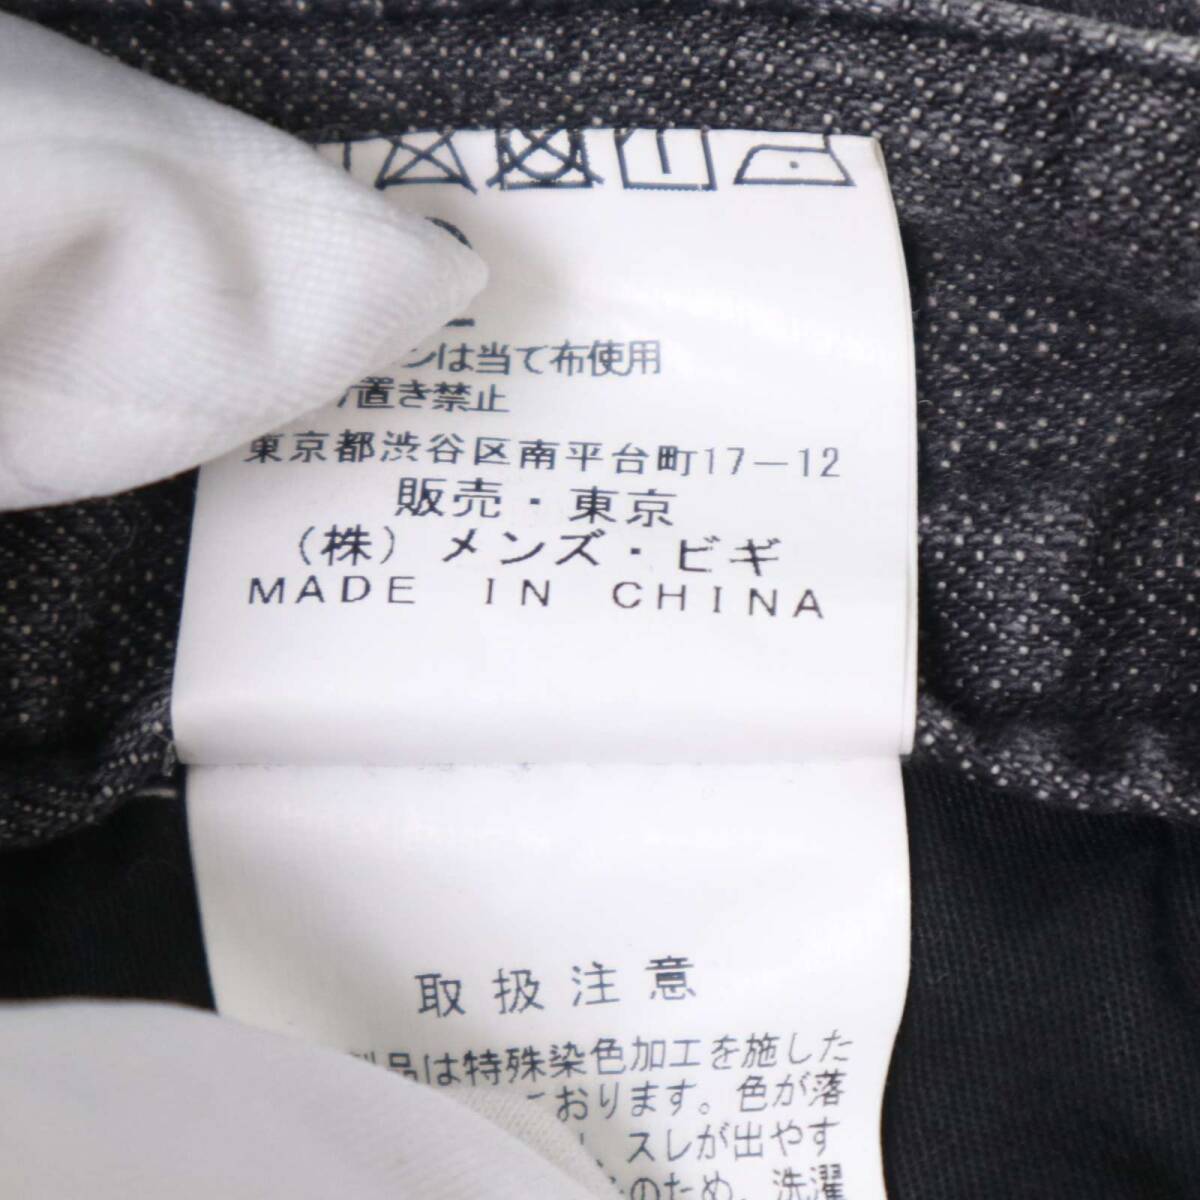 ンは当て布使用
置き禁止
東京都渋谷区南平台町17－12
販売・東京
（株）メンズ・ビギ
MADE IN CHINA
取扱注意
品は特殊染色加工を施した
おります。色が落
スレが出やす
のため、洗濯